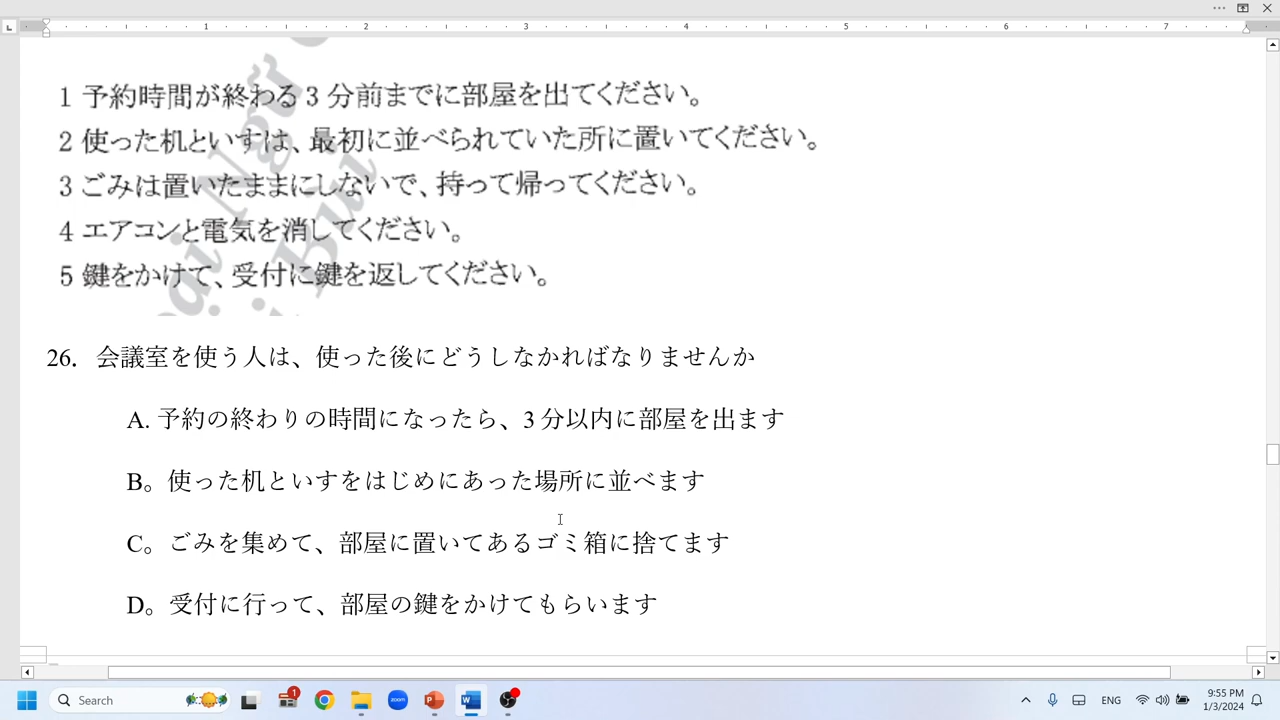 1 2 3 4 5 6 7
1 予約時間が終わる3分前までに部屋を出てください。
2 使った机といすは、最初に並べられていた所に置いてください。
3 ごみは置いたままにしないで、持って帰ってください。
4 エアコンと電気を消してください。
5 鍵をかけて、受付に鍵を返してください。
26. 会議室を使う人は、使った後にどうしなかればなりませんか
A. 予約の終わりの時間になったら、3分以内に部屋を出ます
B。使った机といすをはじめにあった場所に並べます
C。ごみを集めて、部屋に置いてあるゴミ箱に捨てます
D。受付に行って、部屋の鍵をかけてもらいます
Search
1
zoom
ENG
9:55 PM
1/3/2024